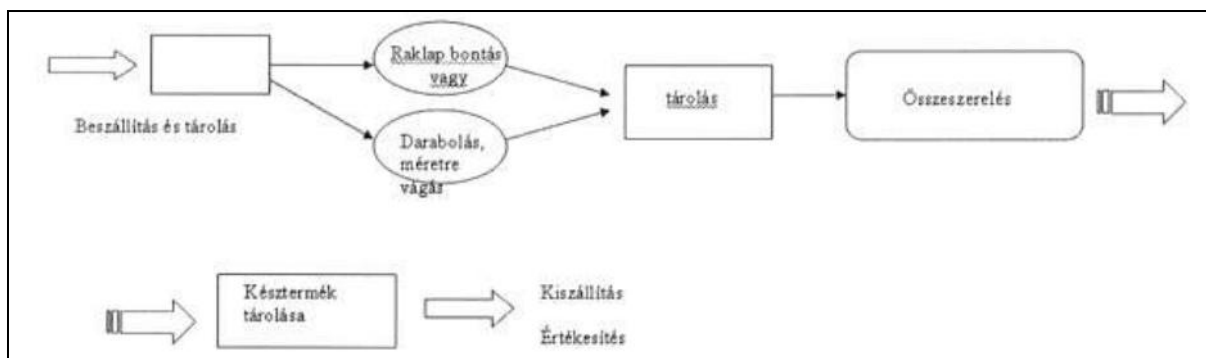 Beszállítás és tárolás
Raklap bontás
vagy
Darabolás,
méretre
vágás
tárolás
Összeszerelés
Késztermék
tárolása
Kiszállítás
Értékesítés